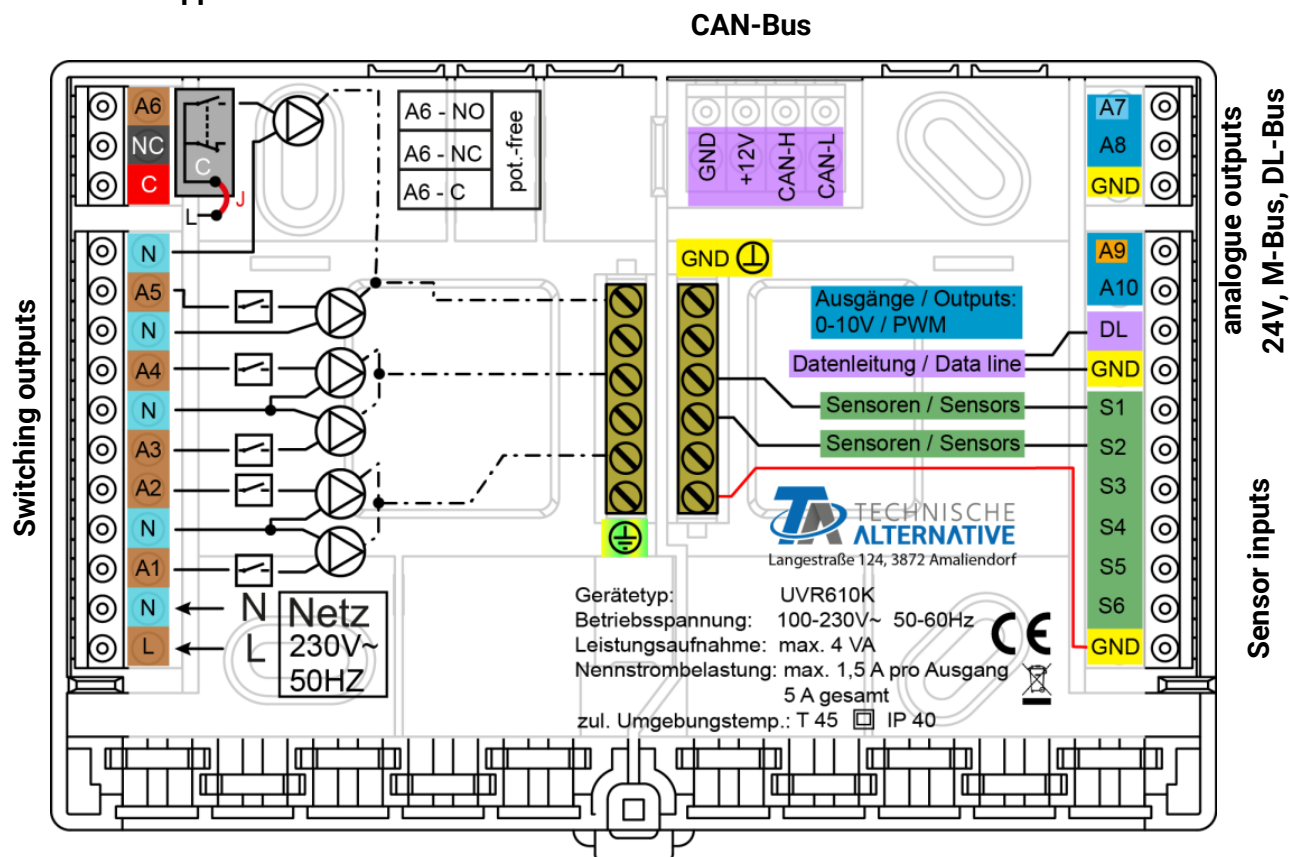 CAN-Bus
A6
NC
C
C
J
L
A6 - NO
A6 - NC
A6 - C
pot.-free
GND
+12V
CAN-H
CAN-L
A7
A8
GND
analogue outputs
24V, M-Bus, DL-Bus
Switching outputs
N
A5
N
A4
N
A3
A2
N
A1
N
L
N
L
Netz
230V~
50HZ
GND
Ausgänge / Outputs:
0-10V / PWM
Datenleitung / Data line
Sensoren / Sensors
Sensoren / Sensors
A9
A10
DL
GND
S1
S2
S3
S4
S5
S6
GND
Sensor inputs
TA TECHNISCHE
ALTERNATIVE
Langestraße 124, 3872 Amaliendorf
Gerätetyp: UVR610K
Betriebsspannung: 100-230V~ 50-60Hz
Leistungsaufnahme: max. 4 VA
Nennstrombelastung: max. 1,5 A pro Ausgang
5 A gesamt
zul. Umgebungstemp.: T 45 IP 40
CE